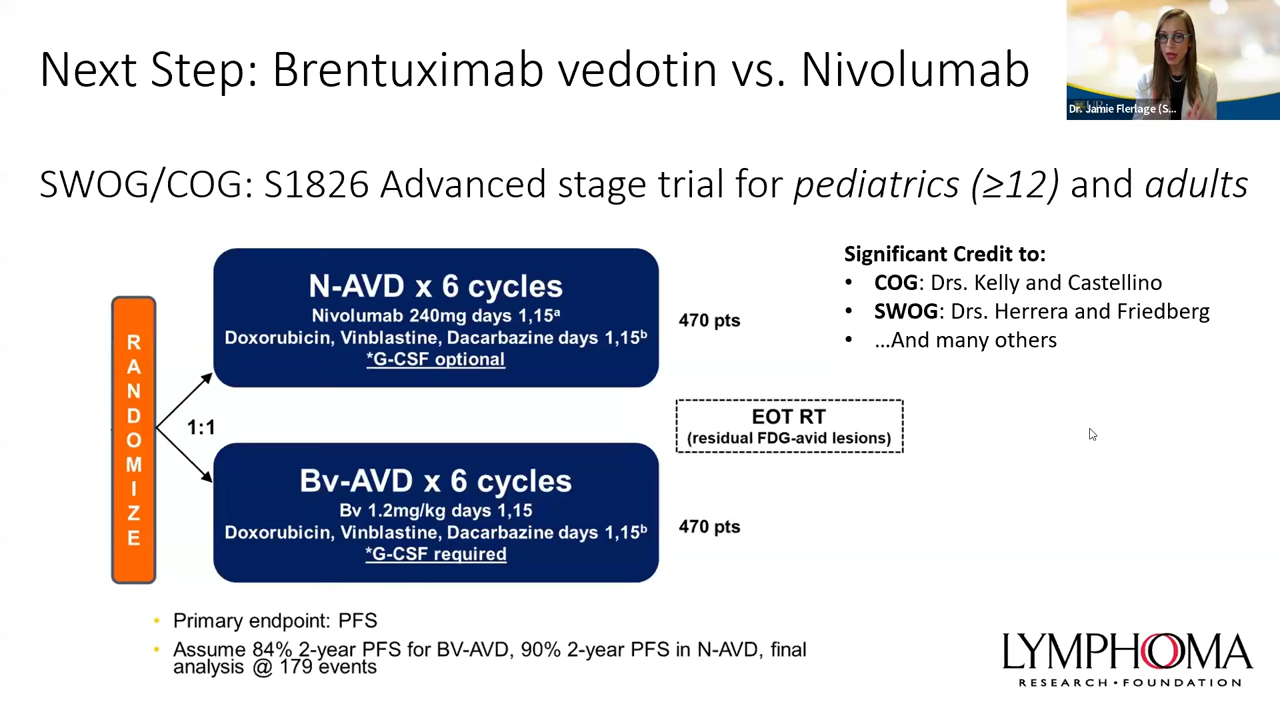 Next Step: Brentuximab vedotin vs. Nivolumab
Dr. Jamie Flerlage (S...
SWOG/COG: S1826 Advanced stage trial for pediatrics (≥12) and adults
RANDOMIZE
1:1
N-AVD x 6 cycles
Nivolumab 240mg days 1,15ᵃ
Doxorubicin, Vinblastine, Dacarbazine days 1,15ᵇ
*G-CSF optional
470 pts
EOT RT
(residual FDG-avid lesions)
Bv-AVD x 6 cycles
Bv 1.2mg/kg days 1,15
Doxorubicin, Vinblastine, Dacarbazine days 1,15ᵇ
*G-CSF required
470 pts
Significant Credit to:
• COG: Drs. Kelly and Castellino
• SWOG: Drs. Herrera and Friedberg
• …And many others
• Primary endpoint: PFS
• Assume 84% 2-year PFS for BV-AVD, 90% 2-year PFS in N-AVD, final
analysis @ 179 events
LYMPHOMA
RESEARCH • FOUNDATION